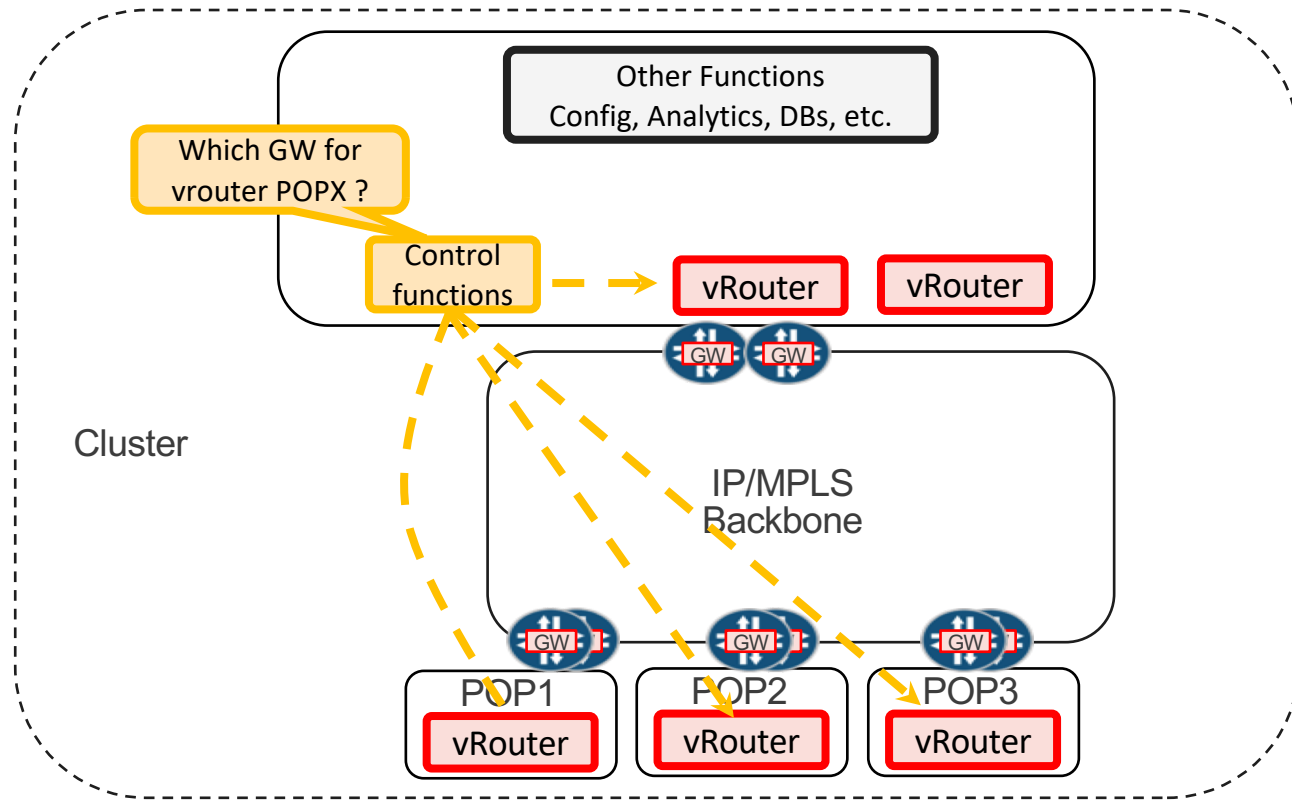 Other Functions
Config, Analytics, DBs, etc.
Which GW for
vrouter POPX ?
Control
functions
vRouter
vRouter
GW
GW
Cluster
IP/MPLS
Backbone
GW
GW
GW
POP1
POP2
POP3
vRouter
vRouter
vRouter